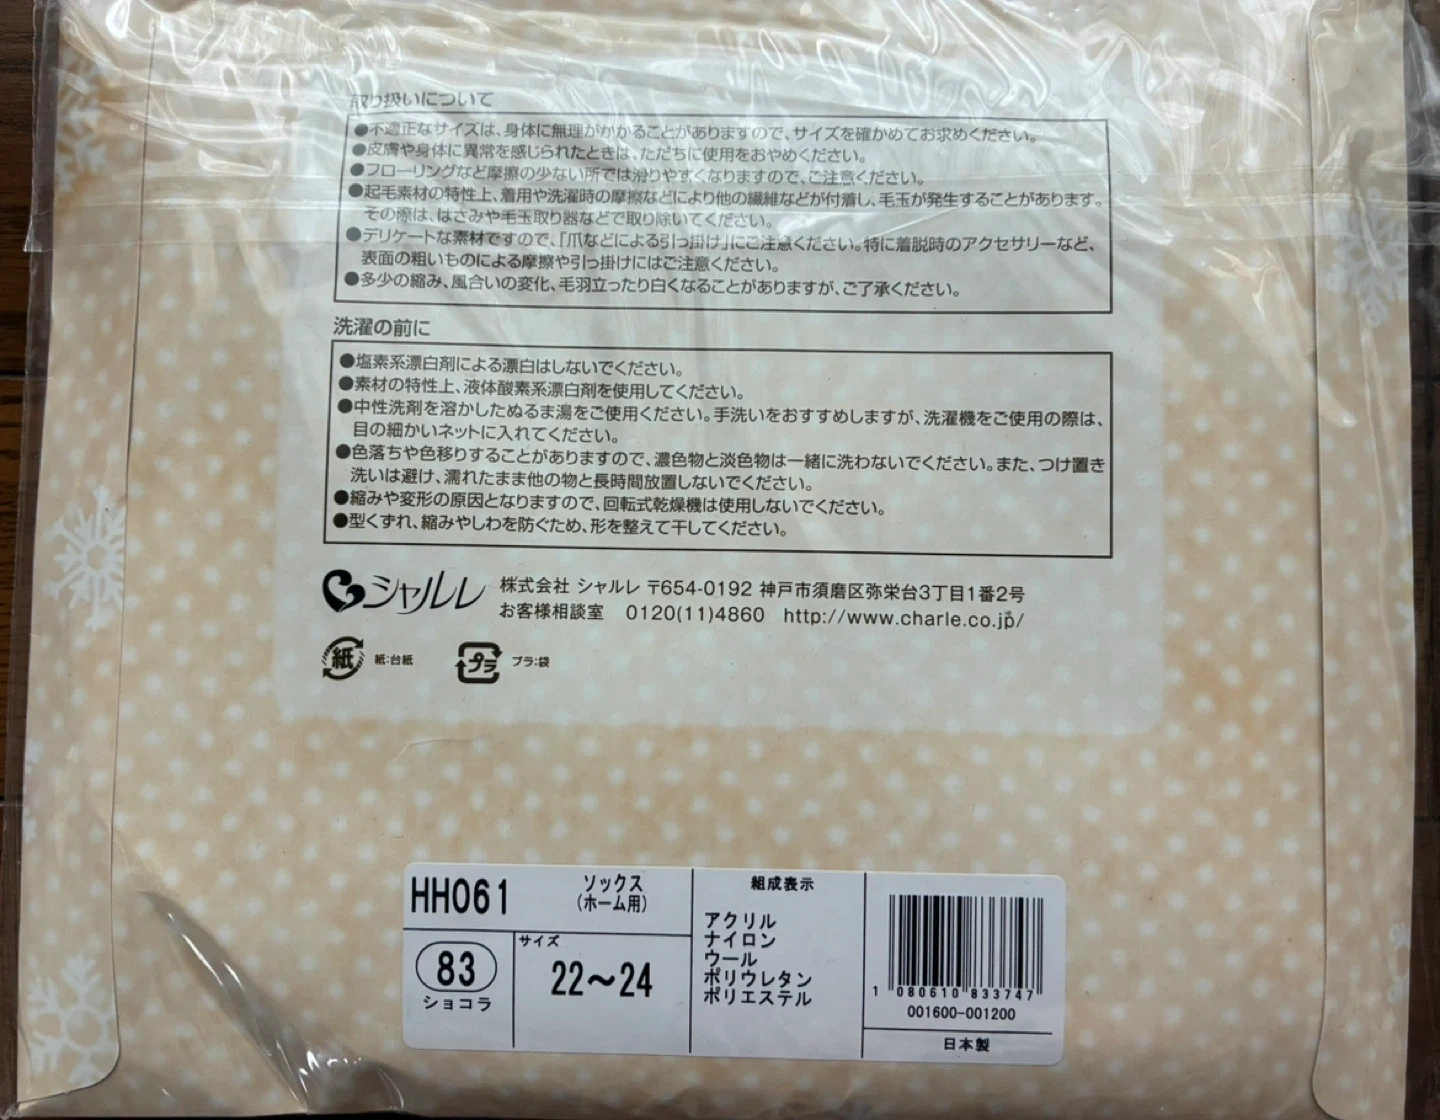 取り扱いについて
●不適正なサイズは、身体に無理がかかることがありますので、サイズを確かめてお求めください。
●皮膚や身体に異常を感じられたときは、ただちに使用をおやめください。
●フローリングなど摩擦の少ない所では滑りやすくなりますので、ご注意ください。
●起毛素材の特性上、着用や洗濯時の摩擦などにより他の繊維などが付着し、毛玉が発生することがあります。
その際は、はさみや毛玉取り器などで取り除いてください。
●デリケートな素材ですので、「爪などによる引っ掛け」にご注意ください。特に着脱時のアクセサリーなど、
表面の粗いものによる摩擦や引っ掛けにはご注意ください。
●多少の縮み、風合いの変化、毛羽立ったり白くなることがありますが、ご了承ください。
洗濯の前に
●塩素系漂白剤による漂白はしないでください。
●素材の特性上、液体酸素系漂白剤を使用してください。
●中性洗剤を溶かしたぬるま湯をご使用ください。手洗いをおすすめしますが、洗濯機をご使用の際は、
目の細かいネットに入れてください。
●色落ちや色移りすることがありますので、濃色物と淡色物は一緒に洗わないでください。また、つけ置き
洗いは避け、濡れたまま他の物と長時間放置しないでください。
●縮みや変形の原因となりますので、回転式乾燥機は使用しないでください。
●型くずれ、縮みやしわを防ぐため、形を整えて干してください。
シャルレ 株式会社 シャルレ 〒654-0192 神戸市須磨区弥栄台3丁目1番2号
お客様相談室 0120(11)4860 http://www.charle.co.jp/
紙 紙:台紙 プラ プラ:袋
HH061 ソックス
(ホーム用)
83
ショコラ
サイズ
22〜24
組成表示
アクリル
ナイロン
ウール
ポリウレタン
ポリエステル
1 080610 833747
001600-001200
日本製